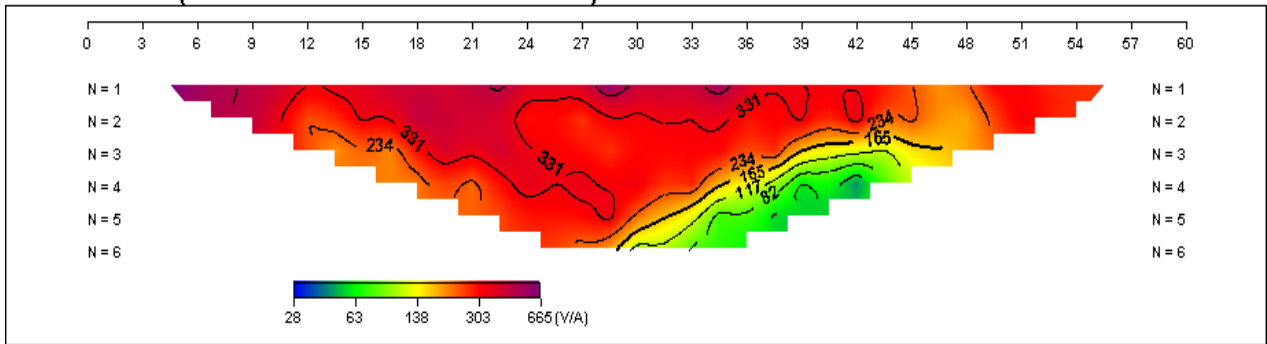 0 3 6 9 12 15 18 21 24 27 30 33 36 39 42 45 48 51 54 57 60
N = 1 N = 1
331
N = 2 234 N = 2
331 165
234
N = 3 331 234 N = 3
165
117
N = 4 82 N = 4
N = 5 N = 5
N = 6 N = 6
28 63 138 303 665 (V/A)